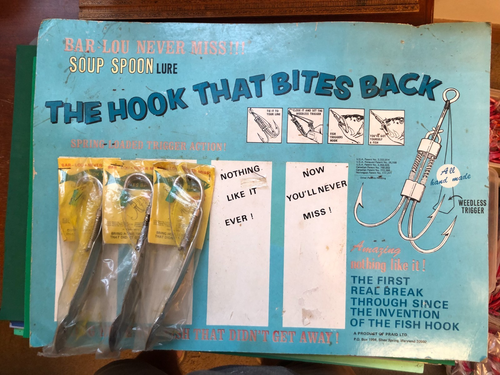 BAR LOU NEVER MISS!!!
SOUP SPOON LURE
THE HOOK THAT BITES BACK
SPRING LOADED TRIGGER ACTION!
NOTHING
LIKE IT
EVER !
NOW
YOU'LL NEVER
MISS !
All
hand made
WEEDLESS
TRIGGER
Amazing
nothing like it !
THE FIRST
REAL BREAK
THROUGH SINCE
THE INVENTION
OF THE FISH HOOK
A PRODUCT OF
THAT DIDN'T GET AWAY!